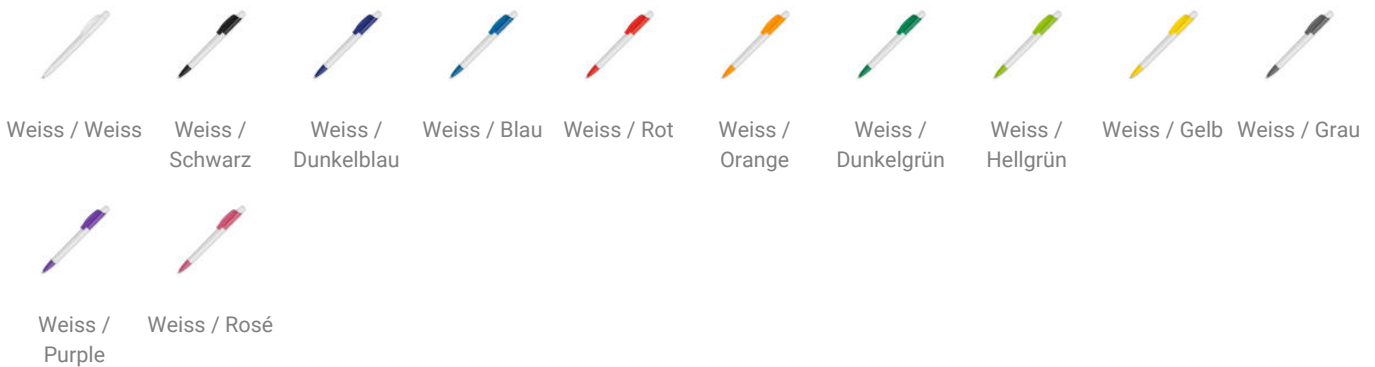 Weiss / Weiss
Weiss /
Schwarz
Weiss /
Dunkelblau
Weiss / Blau
Weiss / Rot
Weiss /
Orange
Weiss /
Dunkelgrün
Weiss /
Hellgrün
Weiss / Gelb
Weiss / Grau
Weiss /
Purple
Weiss / Rosé